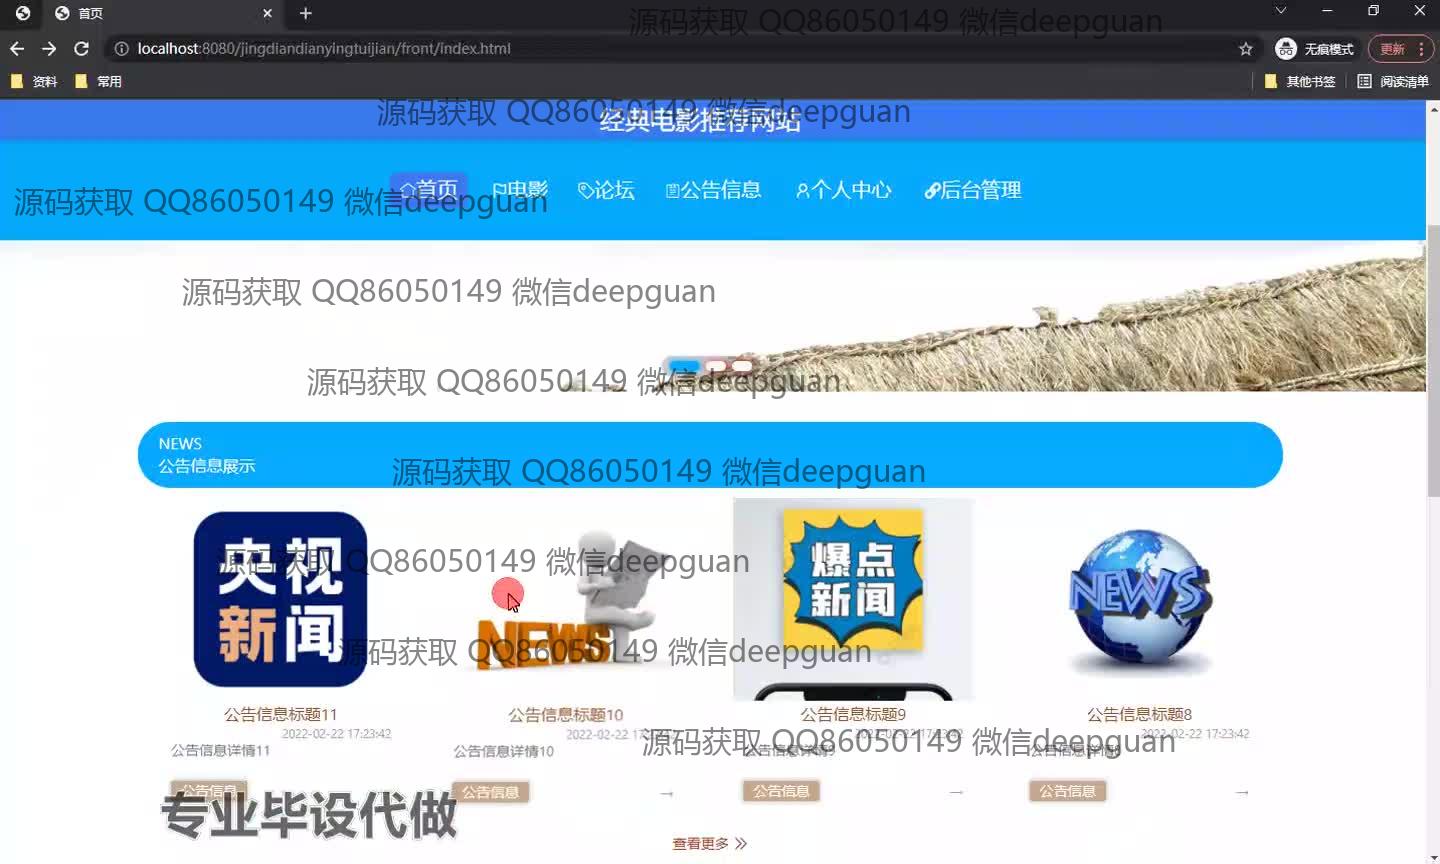 首页
源码获取 QQ86050149 微信deepguan
localhost:8080/jingdiandianyingtuijian/front/index.html
无痕模式
更新
资料
常用
其他书签
阅读清单
源码获取 QQ86050149 微信deepguan
经典电影推荐网站
首页
电影
论坛
公告信息
个人中心
后台管理
源码获取 QQ86050149 微信deepguan
源码获取 QQ86050149 微信deepguan
源码获取 QQ86050149 微信deepguan
NEWS
公告信息展示
源码获取 QQ86050149 微信deepguan
央视
新闻
源码获取 QQ86050149 微信deepguan
NEWS
爆点
新闻
NEWS
源码获取 QQ86050149 微信deepguan
公告信息标题11
公告信息标题10
公告信息标题9
公告信息标题8
2022-02-22 17:23:42
2022-02-22 17:23:42
2022-02-22 17:23:42
源码获取 QQ86050149 微信deepguan
公告信息详情11
公告信息详情10
公告信息详情9
公告信息详情8
公告信息
公告信息
公告信息
公告信息
专业毕设代做
查看更多